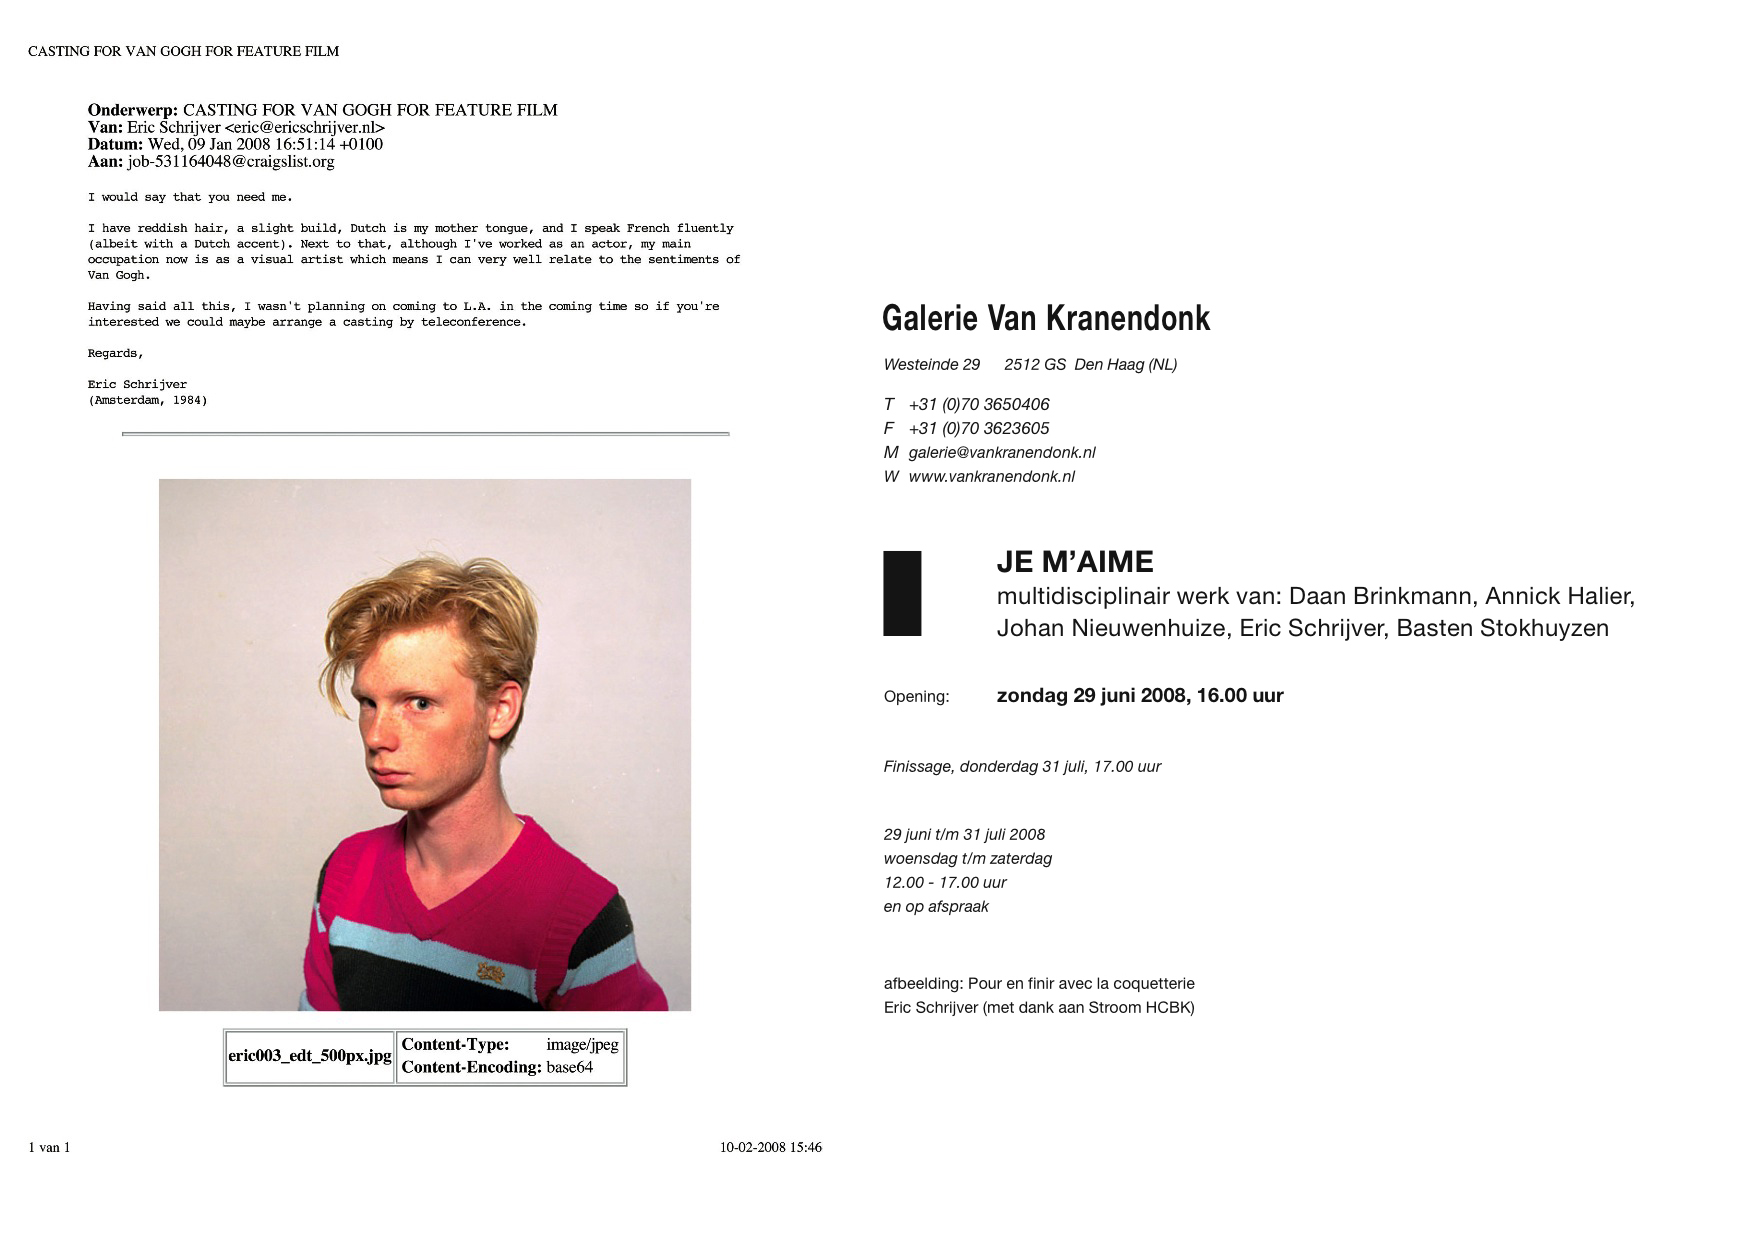 CASTING FOR VAN GOGH FOR FEATURE FILM
Onderwerp: CASTING FOR VAN GOGH FOR FEATURE FILM
Van: Eric Schrijver <eric@ericschrijver.nl>
Datum: Wed, 09 Jan 2008 16:51:14 +0100
Aan: job-531164048@craigslist.org
I would say that you need me.
I have reddish hair, a slight build, Dutch is my mother tongue, and I speak French fluently
(albeit with a Dutch accent). Next to that, although I've worked as an actor, my main
occupation now is as a visual artist which means I can very well relate to the sentiments of
Van Gogh.
Having said all this, I wasn't planning on coming to L.A. in the coming time so if you're
interested we could maybe arrange a casting by teleconference.
Regards,
Eric Schrijver
(Amsterdam, 1984)
eric003_edt_500px.jpg
Content-Type: image/jpeg
Content-Encoding: base64
1 van 1
10-02-2008 15:46
Galerie Van Kranendonk
Westeinde 29 2512 GS Den Haag (NL)
T +31 (0)70 3650406
F +31 (0)70 3623605
M galerie@vankranendonk.nl
W www.vankranendonk.nl
JE M’AIME
multidisciplinair werk van: Daan Brinkmann, Annick Halier,
Johan Nieuwenhuize, Eric Schrijver, Basten Stokhuyzen
Opening: zondag 29 juni 2008, 16.00 uur
Finissage, donderdag 31 juli, 17.00 uur
29 juni t/m 31 juli 2008
woensdag t/m zaterdag
12.00 - 17.00 uur
en op afspraak
afbeelding: Pour en finir avec la coquetterie
Eric Schrijver (met dank aan Stroom HCBK)